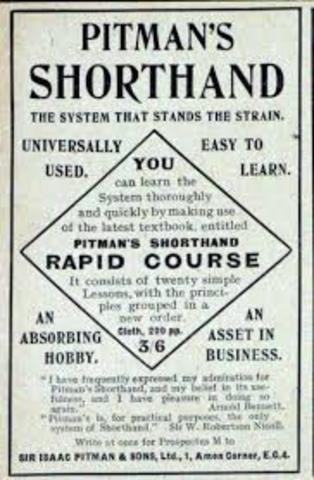 PITMAN'S
SHORTHAND
THE SYSTEM THAT STANDS THE STRAIN.
UNIVERSALLY USED.
EASY TO LEARN.
YOU
can learn the
System thoroughly
and quickly by making use
of the latest textbook, entitled
PITMAN'S SHORTHAND
RAPID COURSE
It consists of twenty simple
Lessons, with the princi-
ples grouped in a
new order.
Cloth, 200 pp.
3/6
AN
ABSORBING
HOBBY.
AN
ASSET IN
BUSINESS.
"I have frequently expressed my admiration for
Pitman's Shorthand, and my belief in its use-
fulness, and I have pleasure in doing so
again." Arnold Bennett.
"Pitman's is, for practical purposes, the only
system of Shorthand." Sir W. Robertson Nicoll.
Write at once for Prospectus M to
SIR ISAAC PITMAN & SONS, Ltd., 1, Amen Corner, E.C.4.